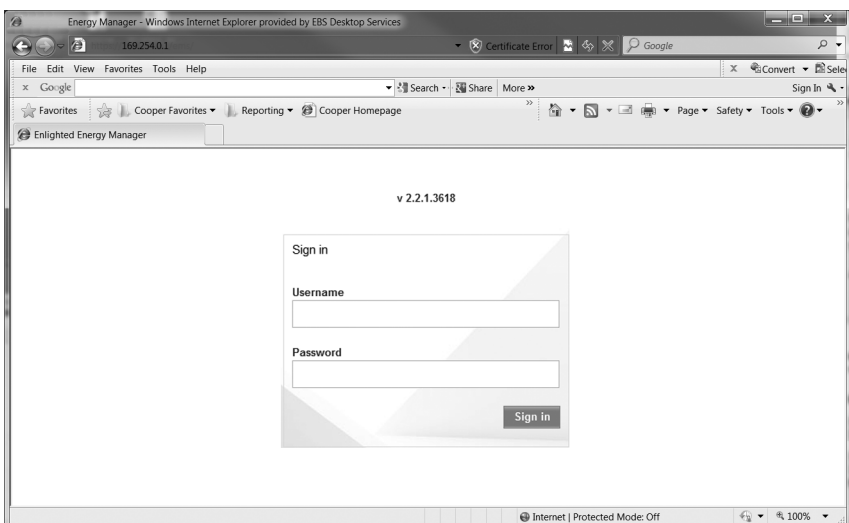 Energy Manager - Windows Internet Explorer provided by EBS Desktop Services
169.254.0.1
Certificate Error
Google
File Edit View Favorites Tools Help
x Convert Sele
x Google Search Share More »
Sign In
Favorites Cooper Favorites Reporting Cooper Homepage » Page Safety Tools »
Enlighted Energy Manager
v 2.2.1.3618
Sign in
Username
Password
Sign in
Internet | Protected Mode: Off 100%